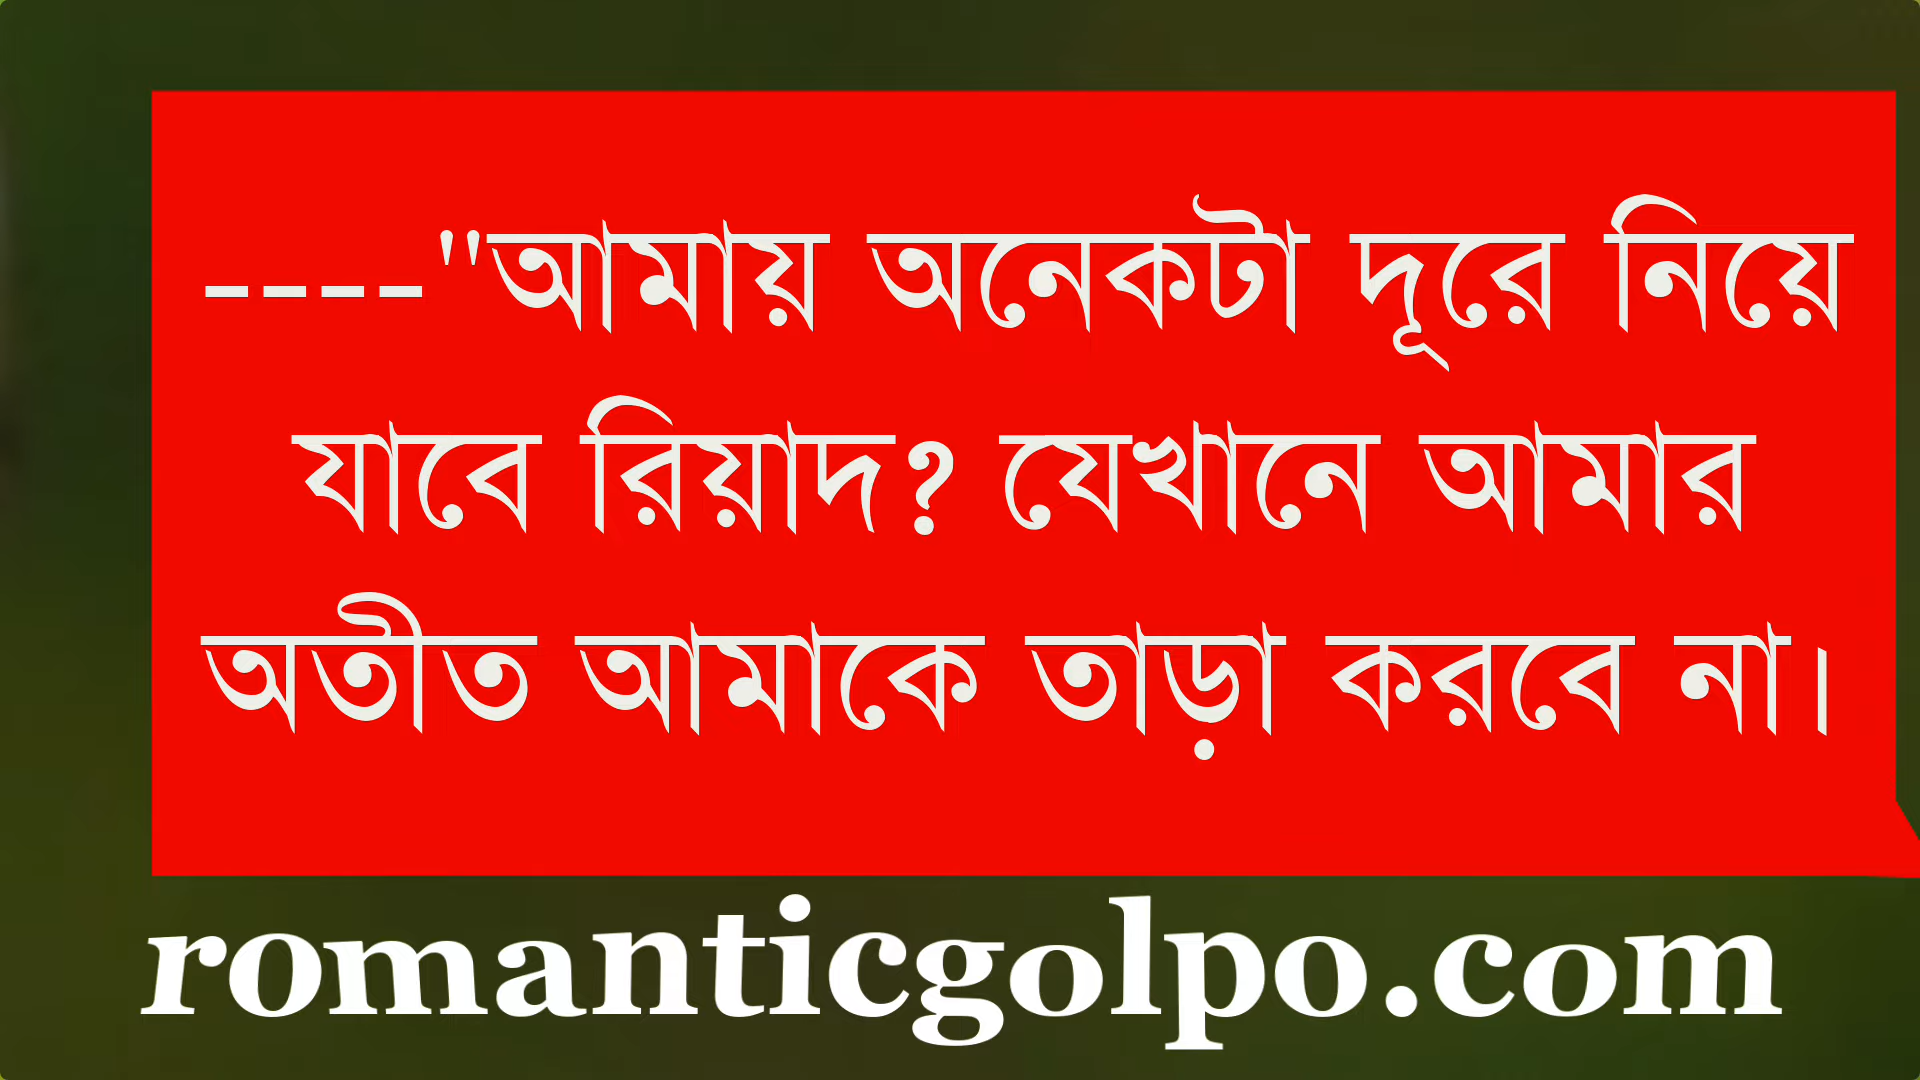 ----"আমায় অনেকটা দূরে নিয়ে
যাবে রিয়াদ? যেখানে আমার
অতীত আমাকে তাড়া করবে না।
romanticgolpo.com